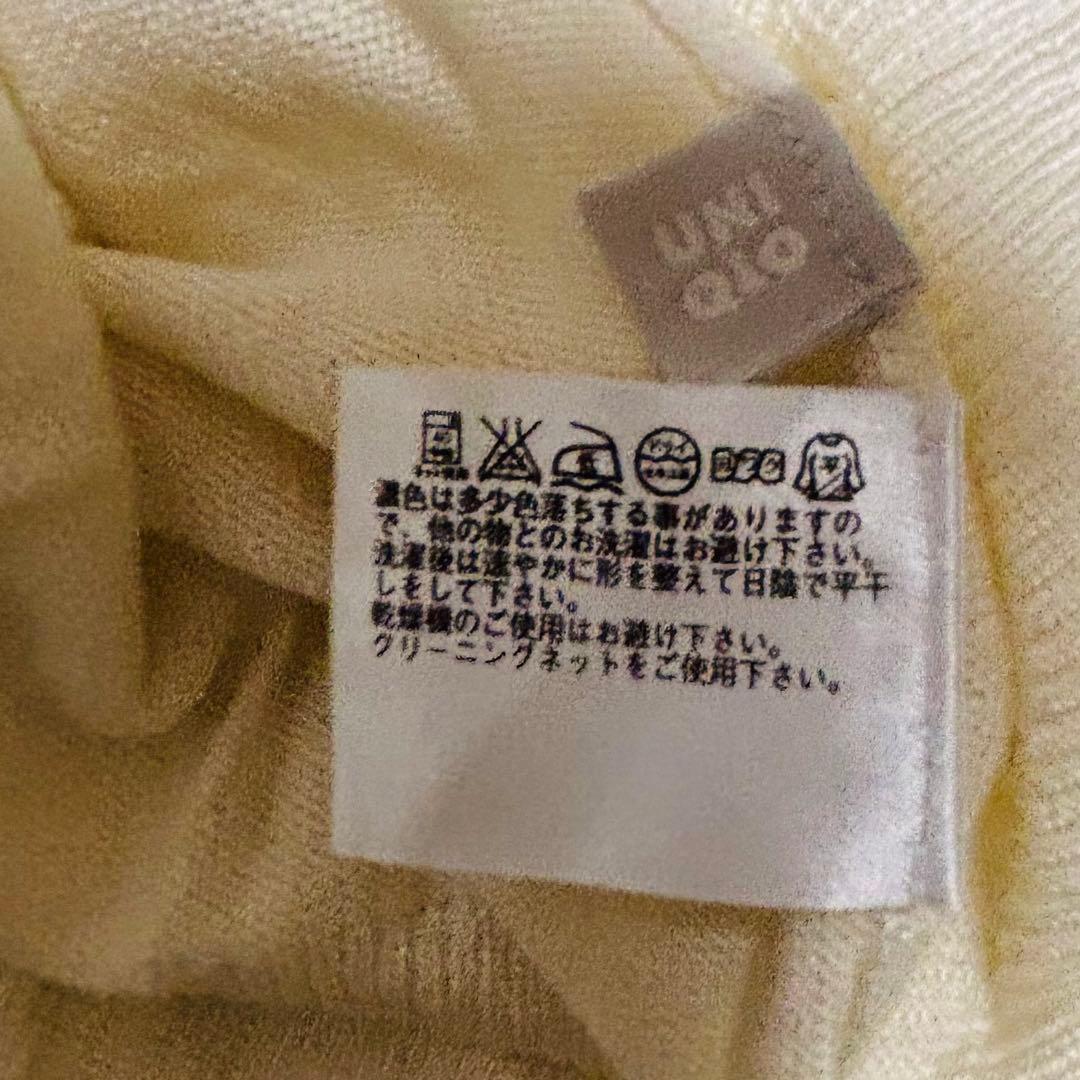 UNI
QLO
濃色は多少色落ちする事がありますの
で、他の物とのお洗濯はお避け下さい。
洗濯後は速やかに形を整えて日陰で平干
しをして下さい。
乾燥機のご使用はお避け下さい。
クリーニングネットをご使用下さい。